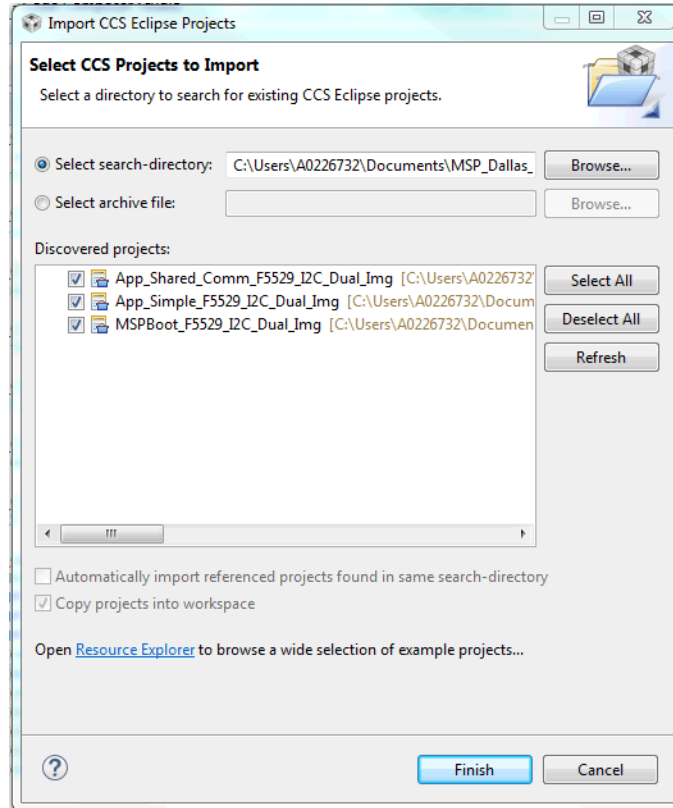 Import CCS Eclipse Projects
Select CCS Projects to Import
Select a directory to search for existing CCS Eclipse projects.
Select search-directory: C:\Users\A0226732\Documents\MSP_Dallas_ Browse...
Select archive file: Browse...
Discovered projects:
App_Shared_Comm_F5529_I2C_Dual_Img [C:\Users\A0226732' Select All
App_Simple_F5529_I2C_Dual_Img [C:\Users\A0226732\Docum
MSPBoot_F5529_I2C_Dual_Img [C:\Users\A0226732\Documen Deselect All
Refresh
Automatically import referenced projects found in same search-directory
Copy projects into workspace
Open Resource Explorer to browse a wide selection of example projects...
? Finish Cancel